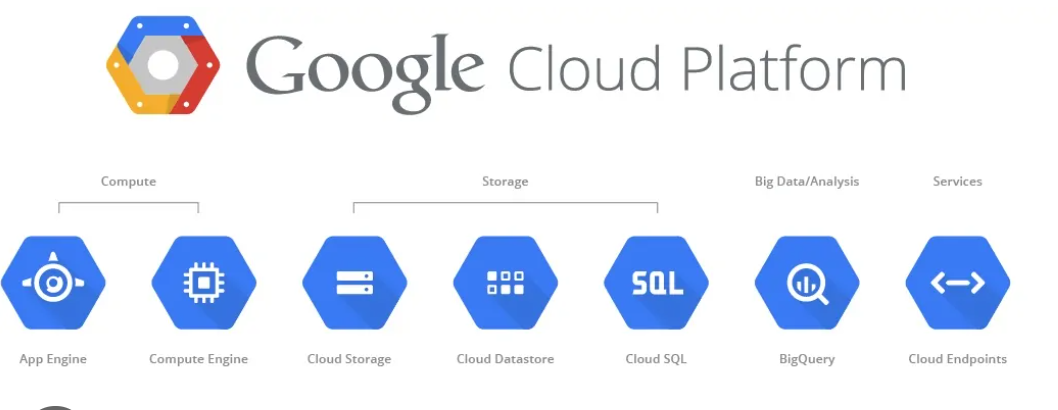 Google Cloud Platform
Compute Storage Big Data/Analysis Services
SQL
App Engine Compute Engine Cloud Storage Cloud Datastore Cloud SQL BigQuery Cloud Endpoints